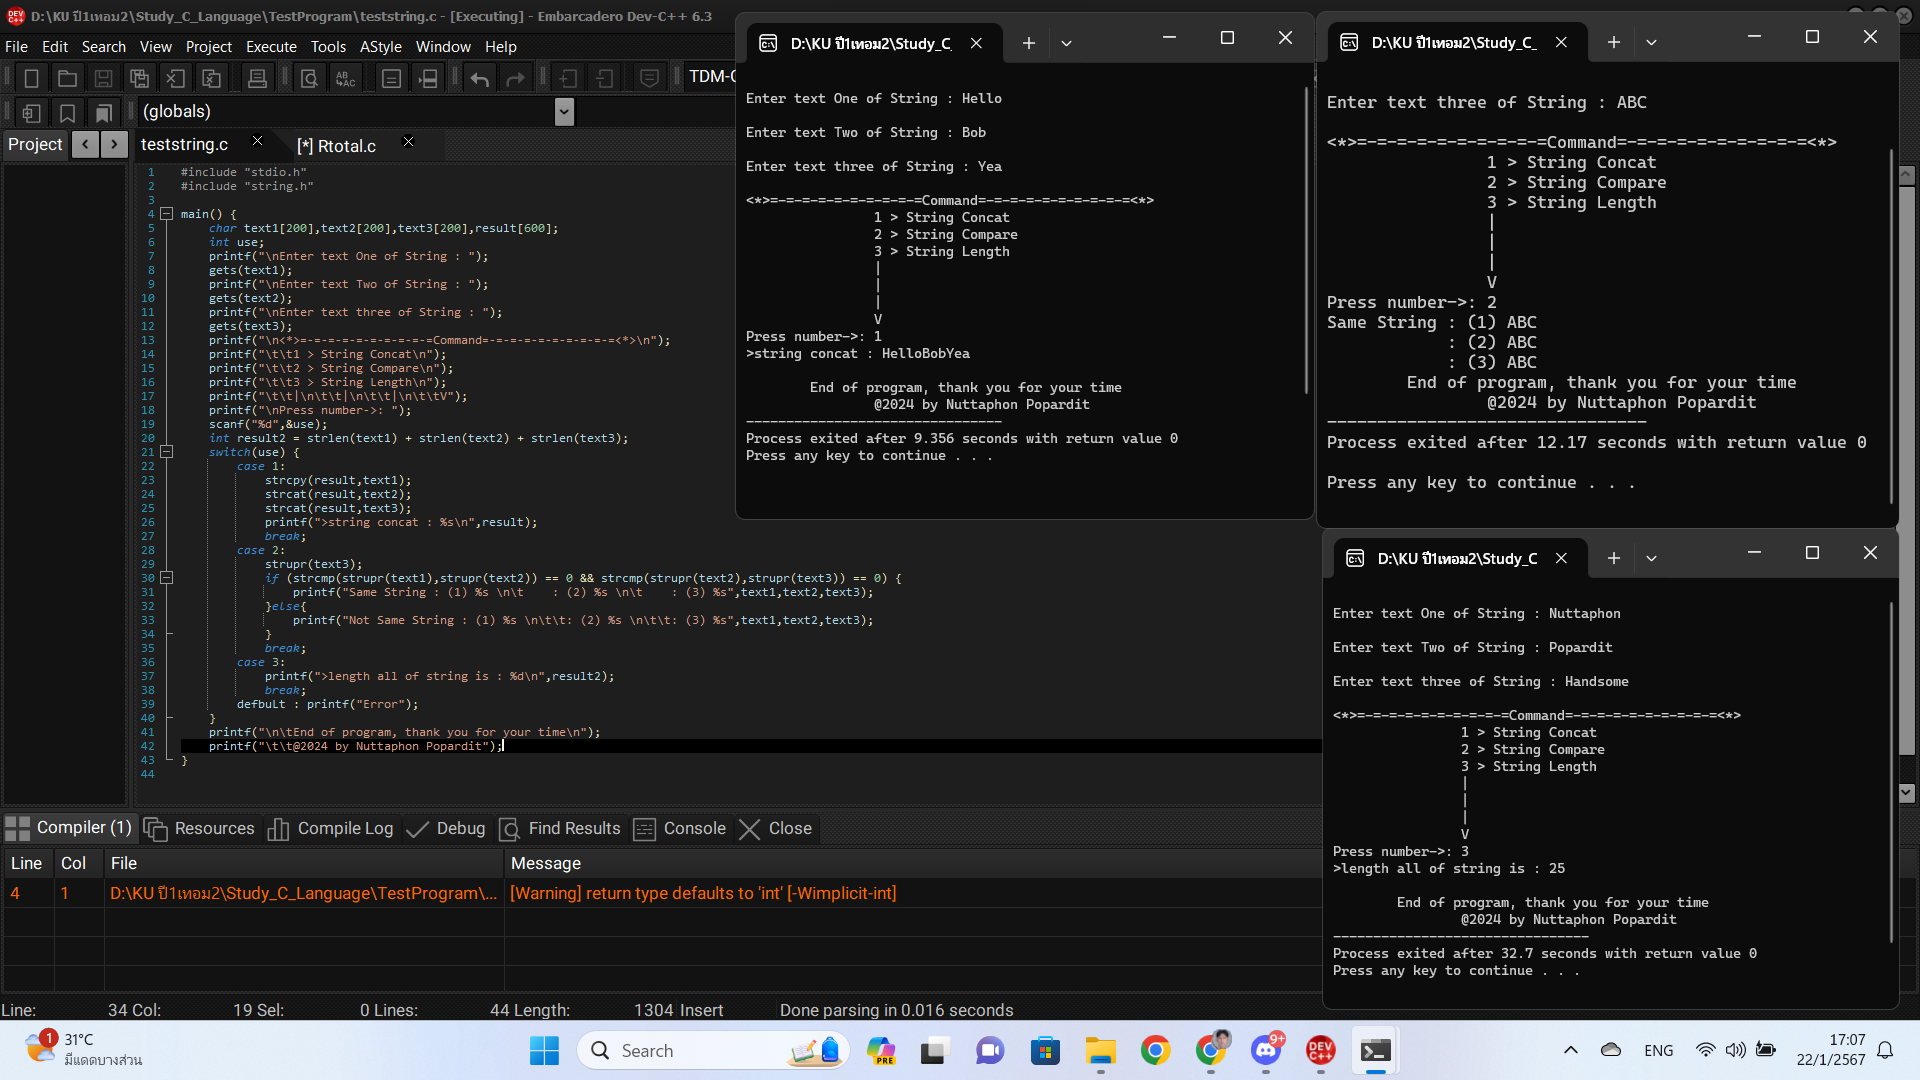 D:\KU ปี1เทอม2\Study_C_Language\TestProgram\teststring.c - [Executing] - Embarcadero Dev-C++ 6.3
File Edit Search View Project Execute Tools AStyle Window Help
TDM-G
(globals)
Project
teststring.c
[*] Rtotal.c
1 #include "stdio.h"
2 #include "string.h"
3
4 main() {
5 char text1[200],text2[200],text3[200],result[600];
6 int use;
7 printf("\nEnter text One of String : ");
8 gets(text1);
9 printf("\nEnter text Two of String : ");
10 gets(text2);
11 printf("\nEnter text three of String : ");
12 gets(text3);
13 printf("\n<*>=-=-=-=-=-=-=-=-=-=Command=-=-=-=-=-=-=-=-=-=<*>\n");
14 printf("\t\t1 > String Concat\n");
15 printf("\t\t2 > String Compare\n");
16 printf("\t\t3 > String Length\n");
17 printf("\t\t|\n\t\t|\n\t\t|\n\t\tV");
18 printf("\nPress number->: ");
19 scanf("%d",&use);
20 int result2 = strlen(text1) + strlen(text2) + strlen(text3);
21 switch(use) {
22 case 1:
23 strcpy(result,text1);
24 strcat(result,text2);
25 strcat(result,text3);
26 printf(">string concat : %s\n",result);
27 break;
28 case 2:
29 strupr(text3);
30 if (strcmp(strupr(text1),strupr(text2)) == 0 && strcmp(strupr(text2),strupr(text3)) == 0) {
31 printf("Same String : (1) %s \n\t    : (2) %s \n\t    : (3) %s",text1,text2,text3);
32 }else{
33 printf("Not Same String : (1) %s \n\t\t: (2) %s \n\t\t: (3) %s",text1,text2,text3);
34 }
35 break;
36 case 3:
37 printf(">length all of string is : %d\n",result2);
38 break;
39 defbuLt : printf("Error");
40 }
41 printf("\n\tEnd of program, thank you for your time\n");
42 printf("\t\t@2024 by Nuttaphon Popardit");
43 }
44
D:\KU ปี1เทอม2\Study_C
Enter text One of String : Hello
Enter text Two of String : Bob
Enter text three of String : Yea
<*>=-=-=-=-=-=-=-=-=-=Command=-=-=-=-=-=-=-=-=-=<*>
1 > String Concat
2 > String Compare
3 > String Length
|
|
|
V
Press number->: 1
>string concat : HelloBobYea
End of program, thank you for your time
@2024 by Nuttaphon Popardit
--------------------------------
Process exited after 9.356 seconds with return value 0
Press any key to continue . . .
D:\KU ปี1เทอม2\Study_C_
Enter text three of String : ABC
<*>=-=-=-=-=-=-=-=-=-=Command=-=-=-=-=-=-=-=-=-=<*>
1 > String Concat
2 > String Compare
3 > String Length
|
|
|
V
Press number->: 2
Same String : (1) ABC
: (2) ABC
: (3) ABC
End of program, thank you for your time
@2024 by Nuttaphon Popardit
--------------------------------
Process exited after 12.17 seconds with return value 0
Press any key to continue . . .
D:\KU ปี1เทอม2\Study_C
Enter text One of String : Nuttaphon
Enter text Two of String : Popardit
Enter text three of String : Handsome
<*>=-=-=-=-=-=-=-=-=-=Command=-=-=-=-=-=-=-=-=-=<*>
1 > String Concat
2 > String Compare
3 > String Length
|
|
|
V
Press number->: 3
>length all of string is : 25
End of program, thank you for your time
@2024 by Nuttaphon Popardit
--------------------------------
Process exited after 32.7 seconds with return value 0
Press any key to continue . . .
Compiler (1) Resources Compile Log Debug Find Results Console Close
Line Col File Message
4 1 D:\KU ปี1เทอม2\Study_C_Language\TestProgram\... [Warning] return type defaults to 'int' [-Wimplicit-int]
Line: 34 Col: 19 Sel: 0 Lines: 44 Length: 1304 Insert Done parsing in 0.016 seconds
1
31°C
มีแดดบางส่วน
Search
PRE
9+
DEV C++
ENG
17:07
22/1/2567